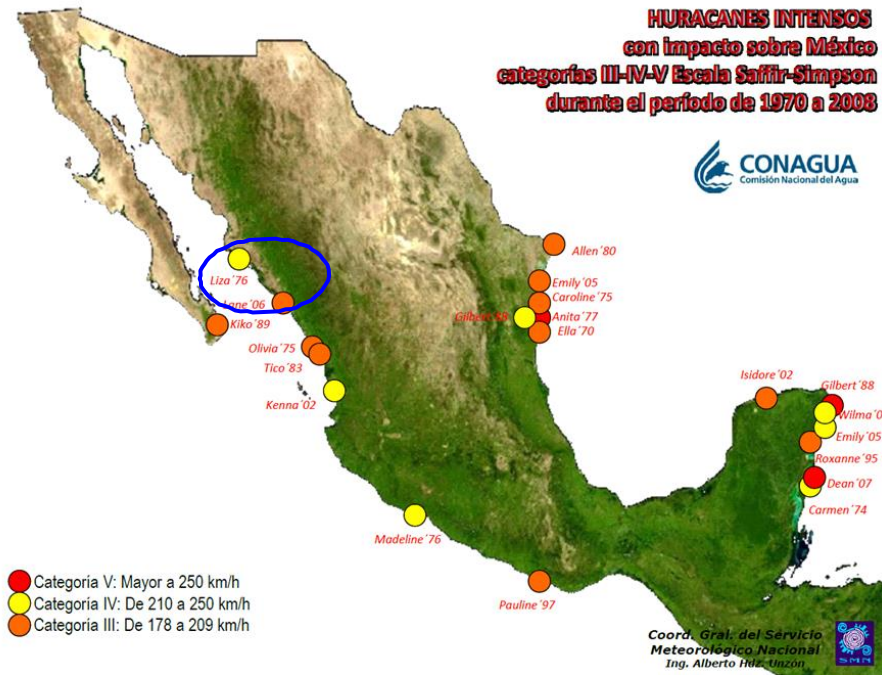 HURACANES INTENSOS
con impacto sobre México
categorías III-IV-V Escala Saffir-Simpson
durante el período de 1970 a 2008
CONAGUA
Comisión Nacional del Agua
Allen´80
Liza´76
Emily´05
Lane´06
Caroline´75
Kiko´89
Gilbert´88
Anita´77
Ella´70
Olivia´75
Tico´83
Isidore´02
Gilbert´88
Kenna´02
Wilma´0
Emily´05
Roxanne´95
Dean´07
Carmen´74
Madeline´76
Pauline´97
Categoría V: Mayor a 250 km/h
Categoría IV: De 210 a 250 km/h
Categoría III: De 178 a 209 km/h
Coord. Gral. del Servicio
Meteorológico Nacional
Ing. Alberto Hdz. Unzón
SMN